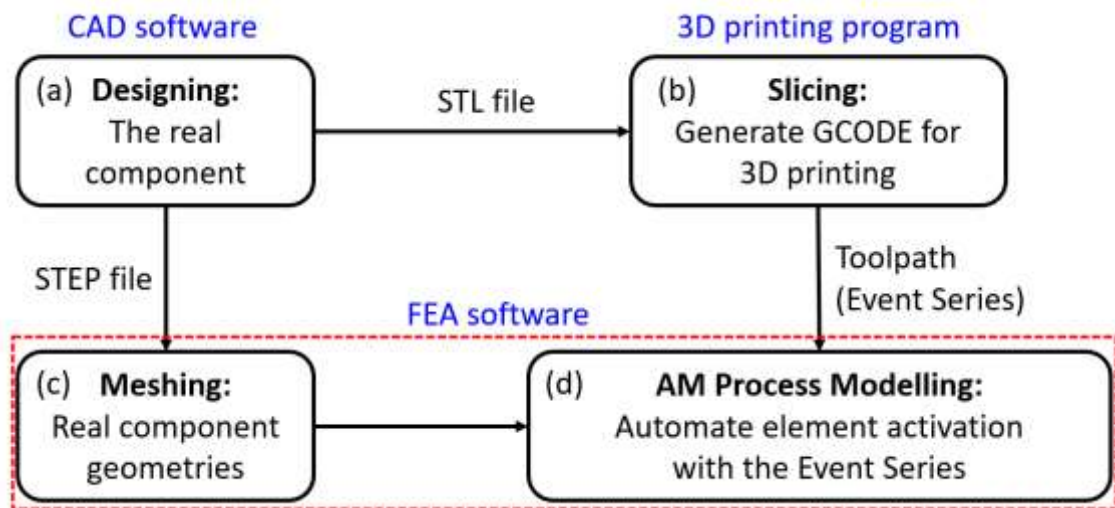 CAD software
3D printing program
(a) Designing:
The real
component
STL file
(b) Slicing:
Generate GCODE for
3D printing
STEP file
Toolpath
(Event Series)
FEA software
(c) Meshing:
Real component
geometries
(d) AM Process Modelling:
Automate element activation
with the Event Series